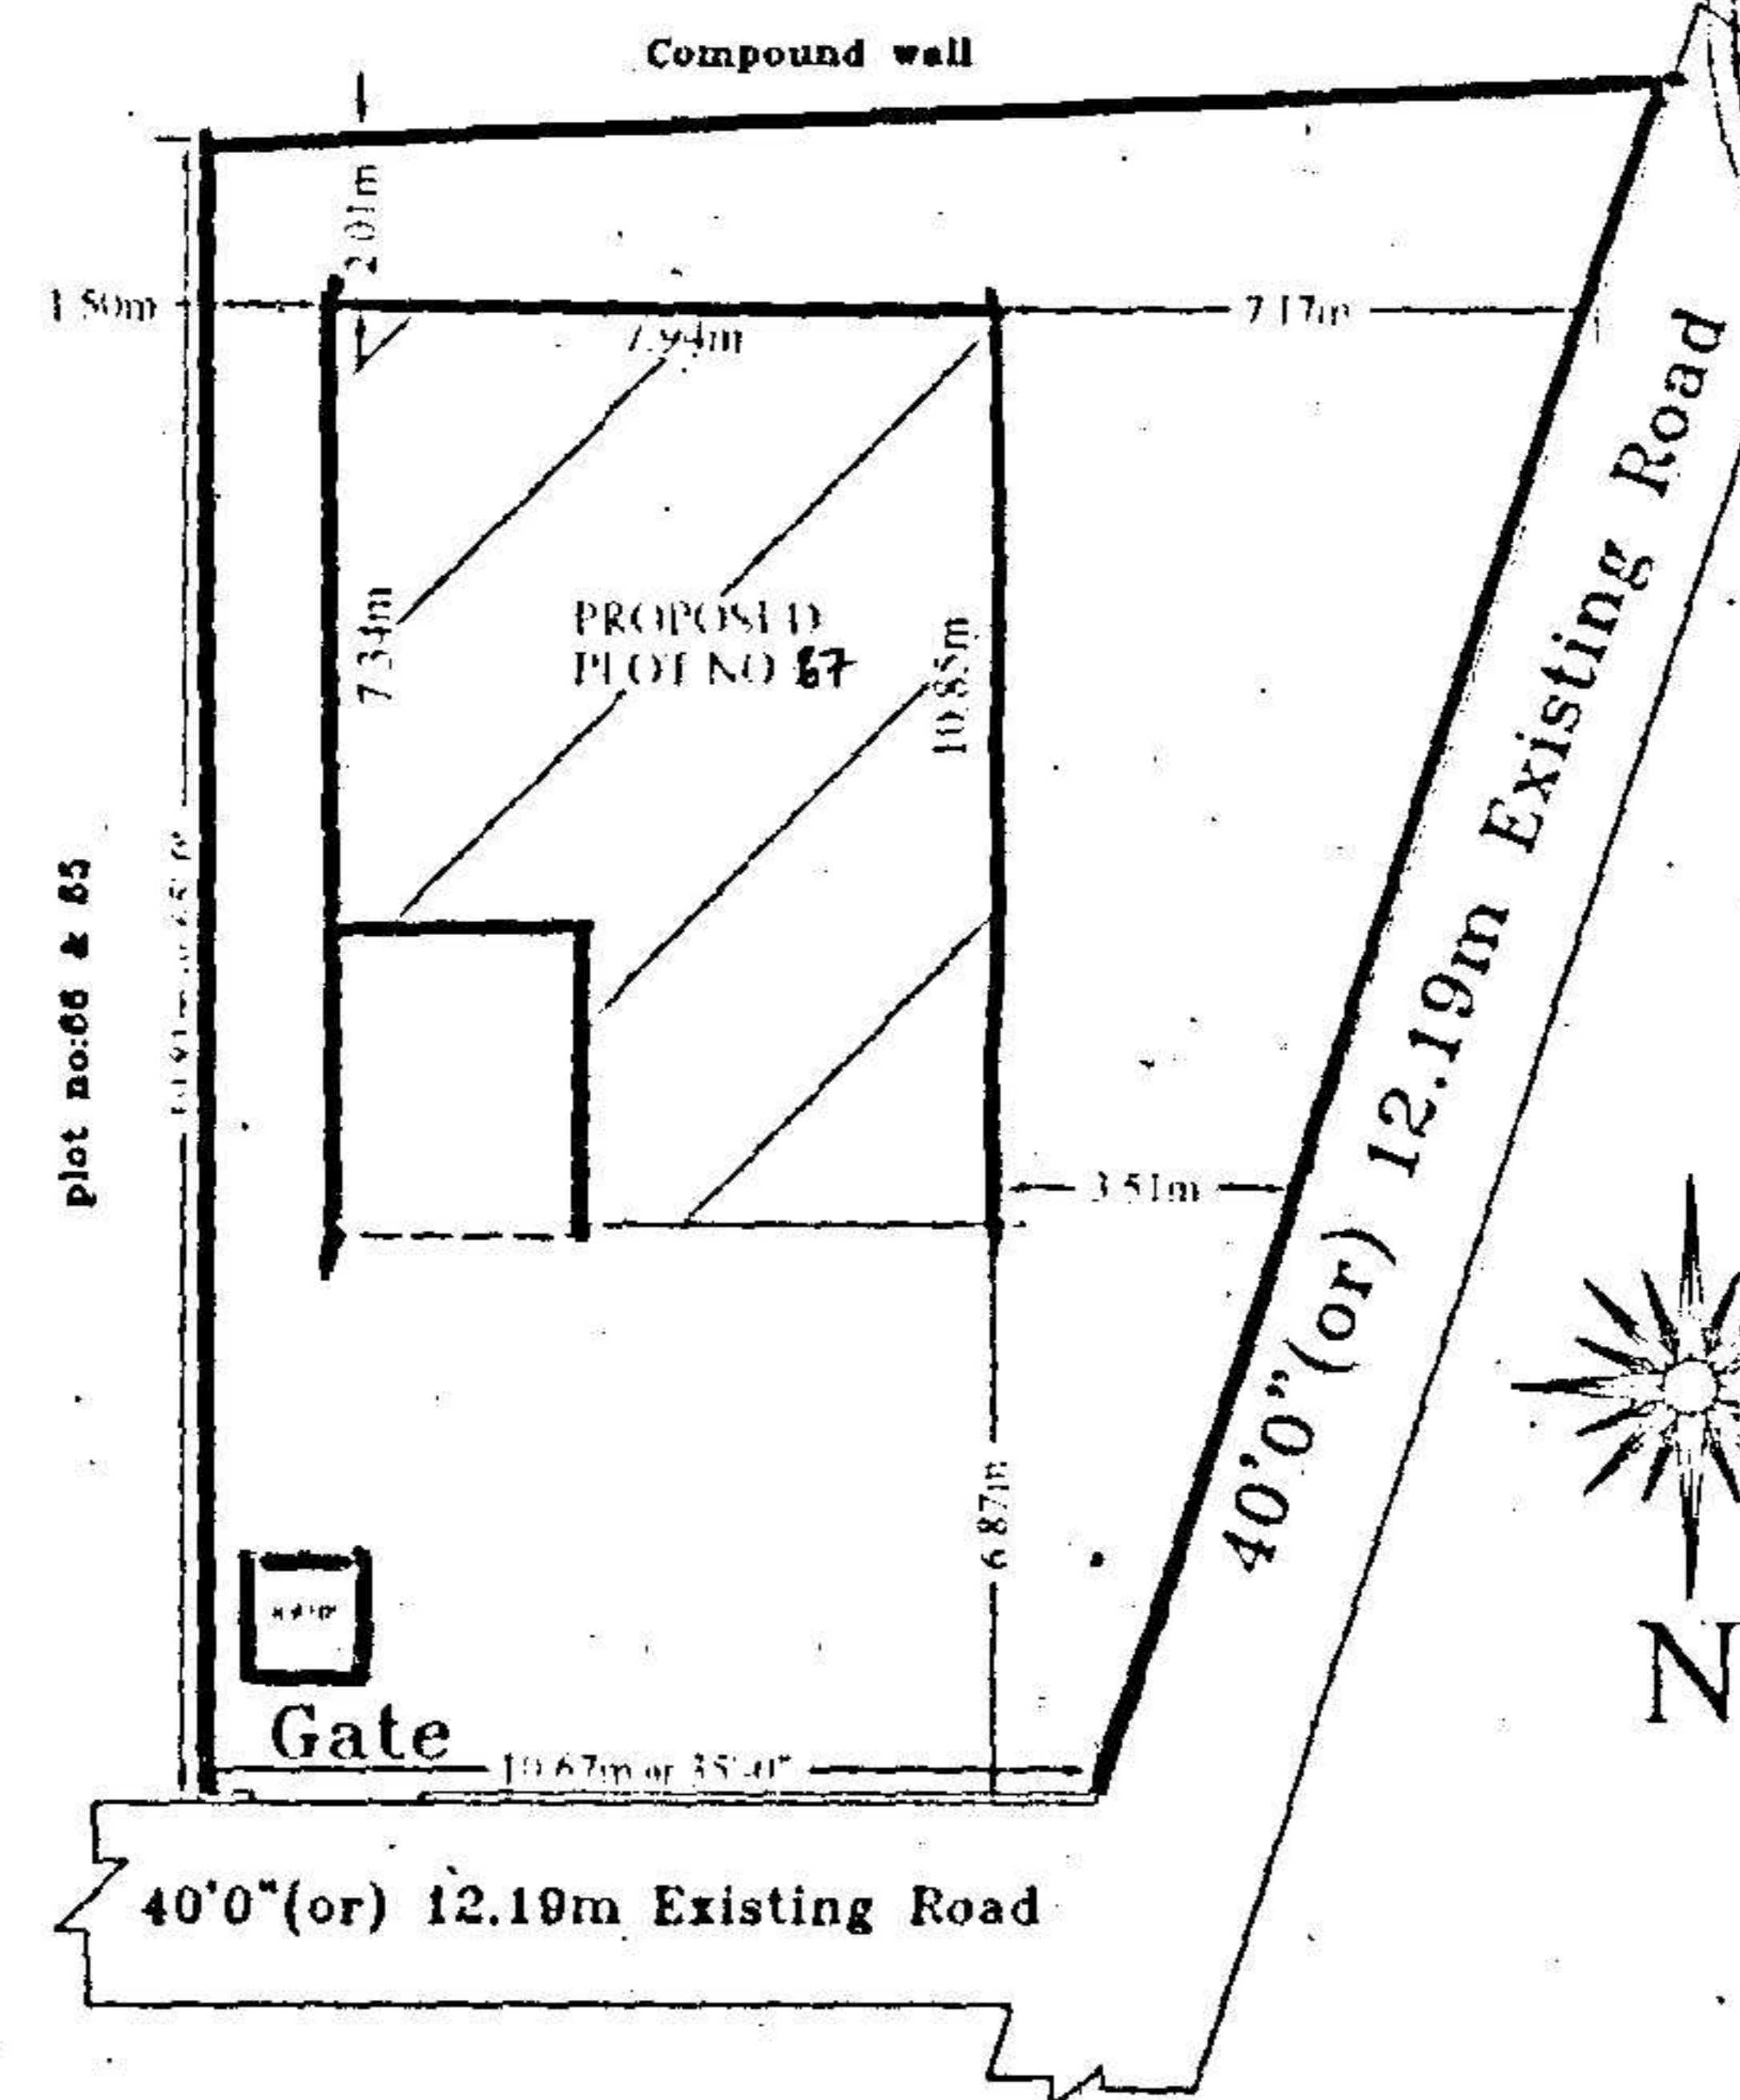 Compound wall
2.01m
1.50m
7.94m
7.17m
7.34m
PROPOSED
PLOT NO 67
10.85m
40'0"(or) 12.19m Existing Road
plot no:66 & 65
3.51m
6.87m
N
Gate
10.67m or 35'-0"
40'0"(or) 12.19m Existing Road